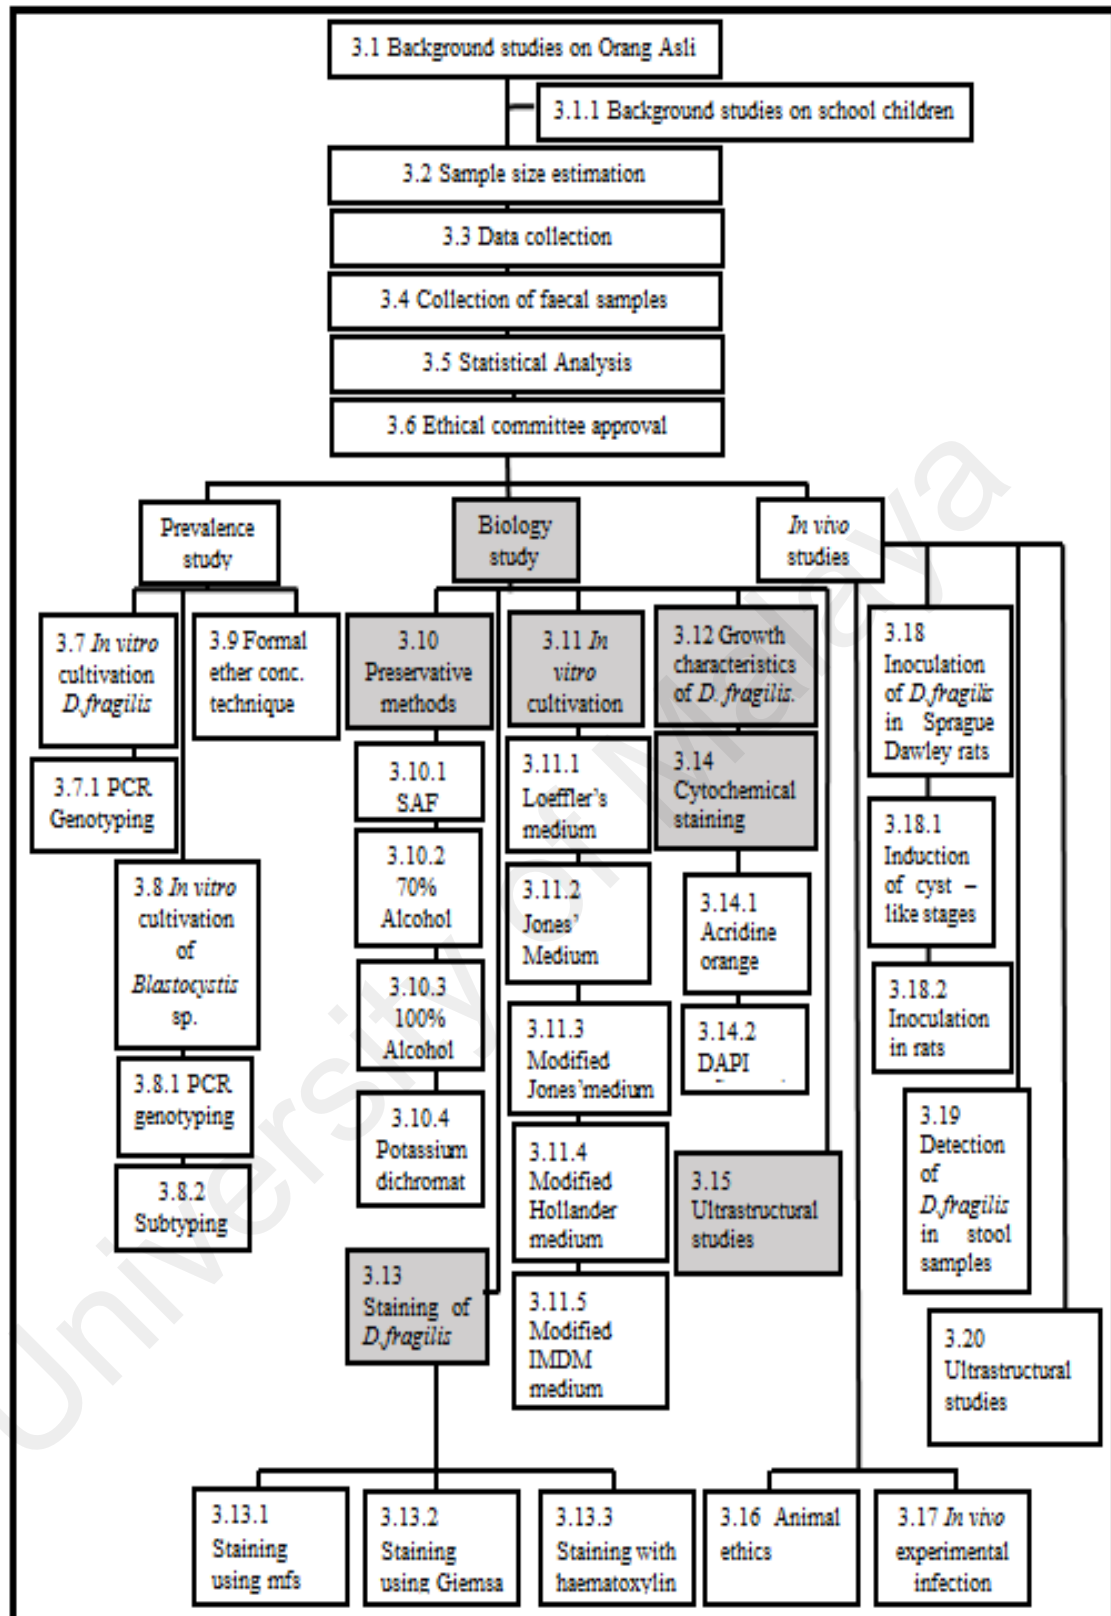 3.1 Background studies on Orang Asli
3.1.1 Background studies on school children
3.2 Sample size estimation
3.3 Data collection
3.4 Collection of faecal samples
3.5 Statistical Analysis
3.6 Ethical committee approval
Prevalence
study
Biology
study
In vivo
studies
3.7 In vitro
cultivation
D.fragilis
3.7.1 PCR
Genotyping
3.9 Formal
ether conc.
technique
3.8 In vitro
cultivation
of
Blastocystis
sp.
3.8.1 PCR
genotyping
3.8.2
Subtyping
3.10
Preservative
methods
3.10.1
SAF
3.10.2
70%
Alcohol
3.10.3
100%
Alcohol
3.10.4
Potassium
dichromat
3.11 In
vitro
cultivation
3.11.1
Loeffler's
medium
3.11.2
Jones'
Medium
3.11.3
Modified
Jones'medium
3.11.4
Modified
Hollander
medium
3.11.5
Modified
IMDM
medium
3.12 Growth
characteristics
of D. fragilis.
3.14
Cytochemical
staining
3.14.1
Acridine
orange
3.14.2
DAPI
3.15
Ultrastructural
studies
3.13
Staining of
D.fragilis
3.13.1
Staining
using mfs
3.13.2
Staining
using Giemsa
3.13.3
Staining with
haematoxylin
3.18
Inoculation
of D.fragilis
in Sprague
Dawley rats
3.18.1
Induction
of cyst –
like stages
3.18.2
Inoculation
in rats
3.19
Detection
of
D.fragilis
in stool
samples
3.20
Ultrastructural
studies
3.16 Animal
ethics
3.17 In vivo
experimental
infection
University of Malaya